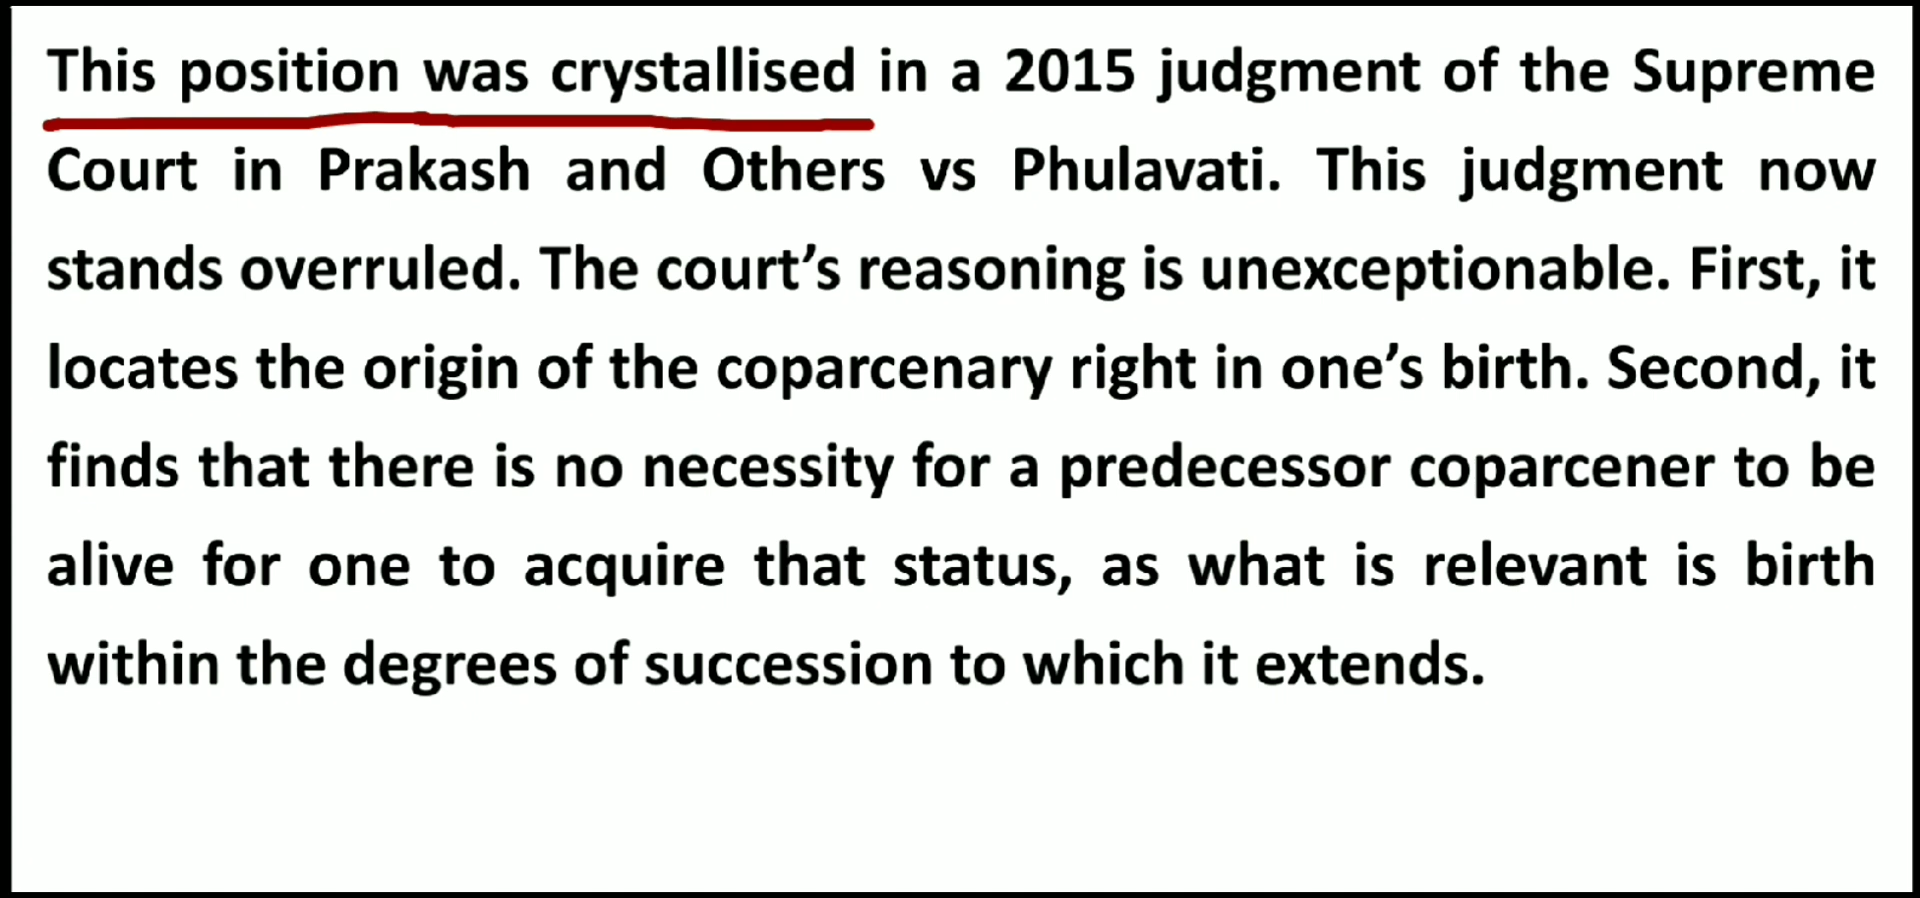 This position was crystallised in a 2015 judgment of the Supreme
Court in Prakash and Others vs Phulavati. This judgment now
stands overruled. The court’s reasoning is unexceptionable. First, it
locates the origin of the coparcenary right in one’s birth. Second, it
finds that there is no necessity for a predecessor coparcener to be
alive for one to acquire that status, as what is relevant is birth
within the degrees of succession to which it extends.